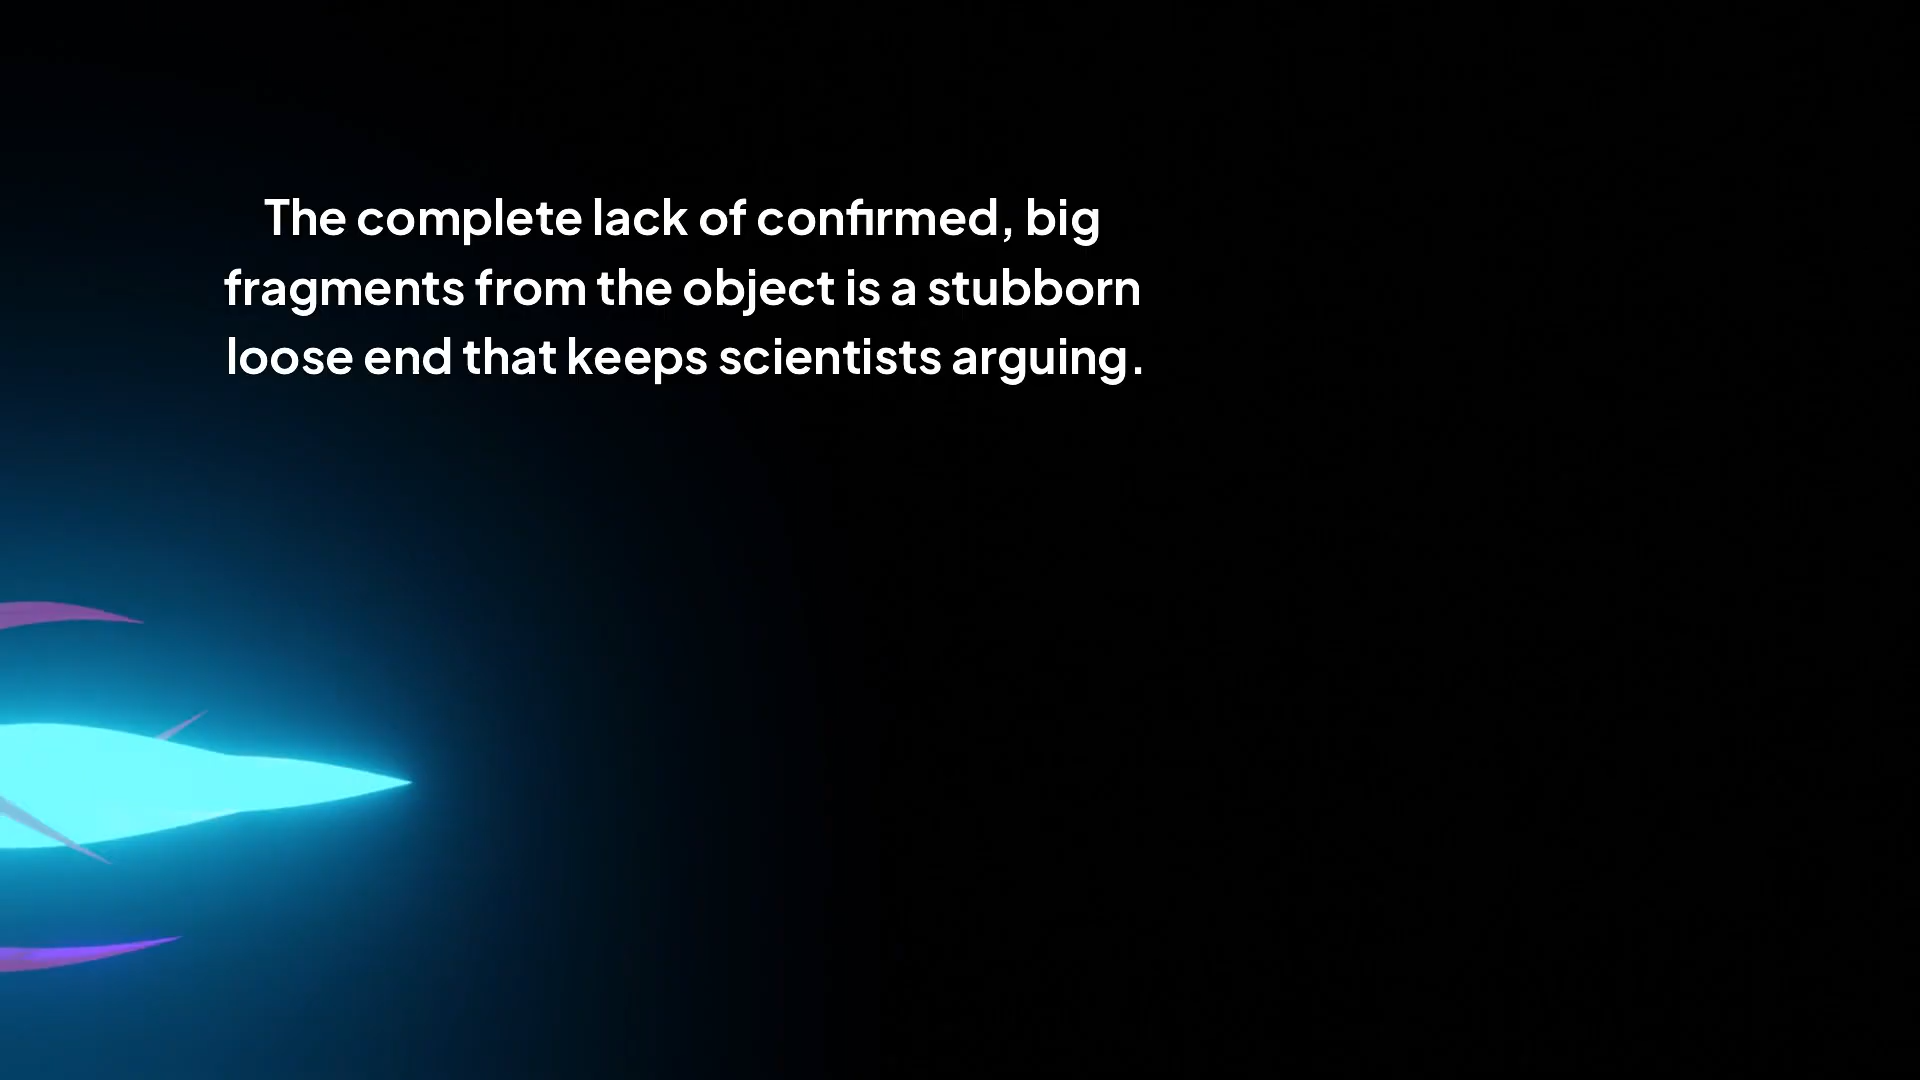 The complete lack of confirmed, big
fragments from the object is a stubborn
loose end that keeps scientists arguing.